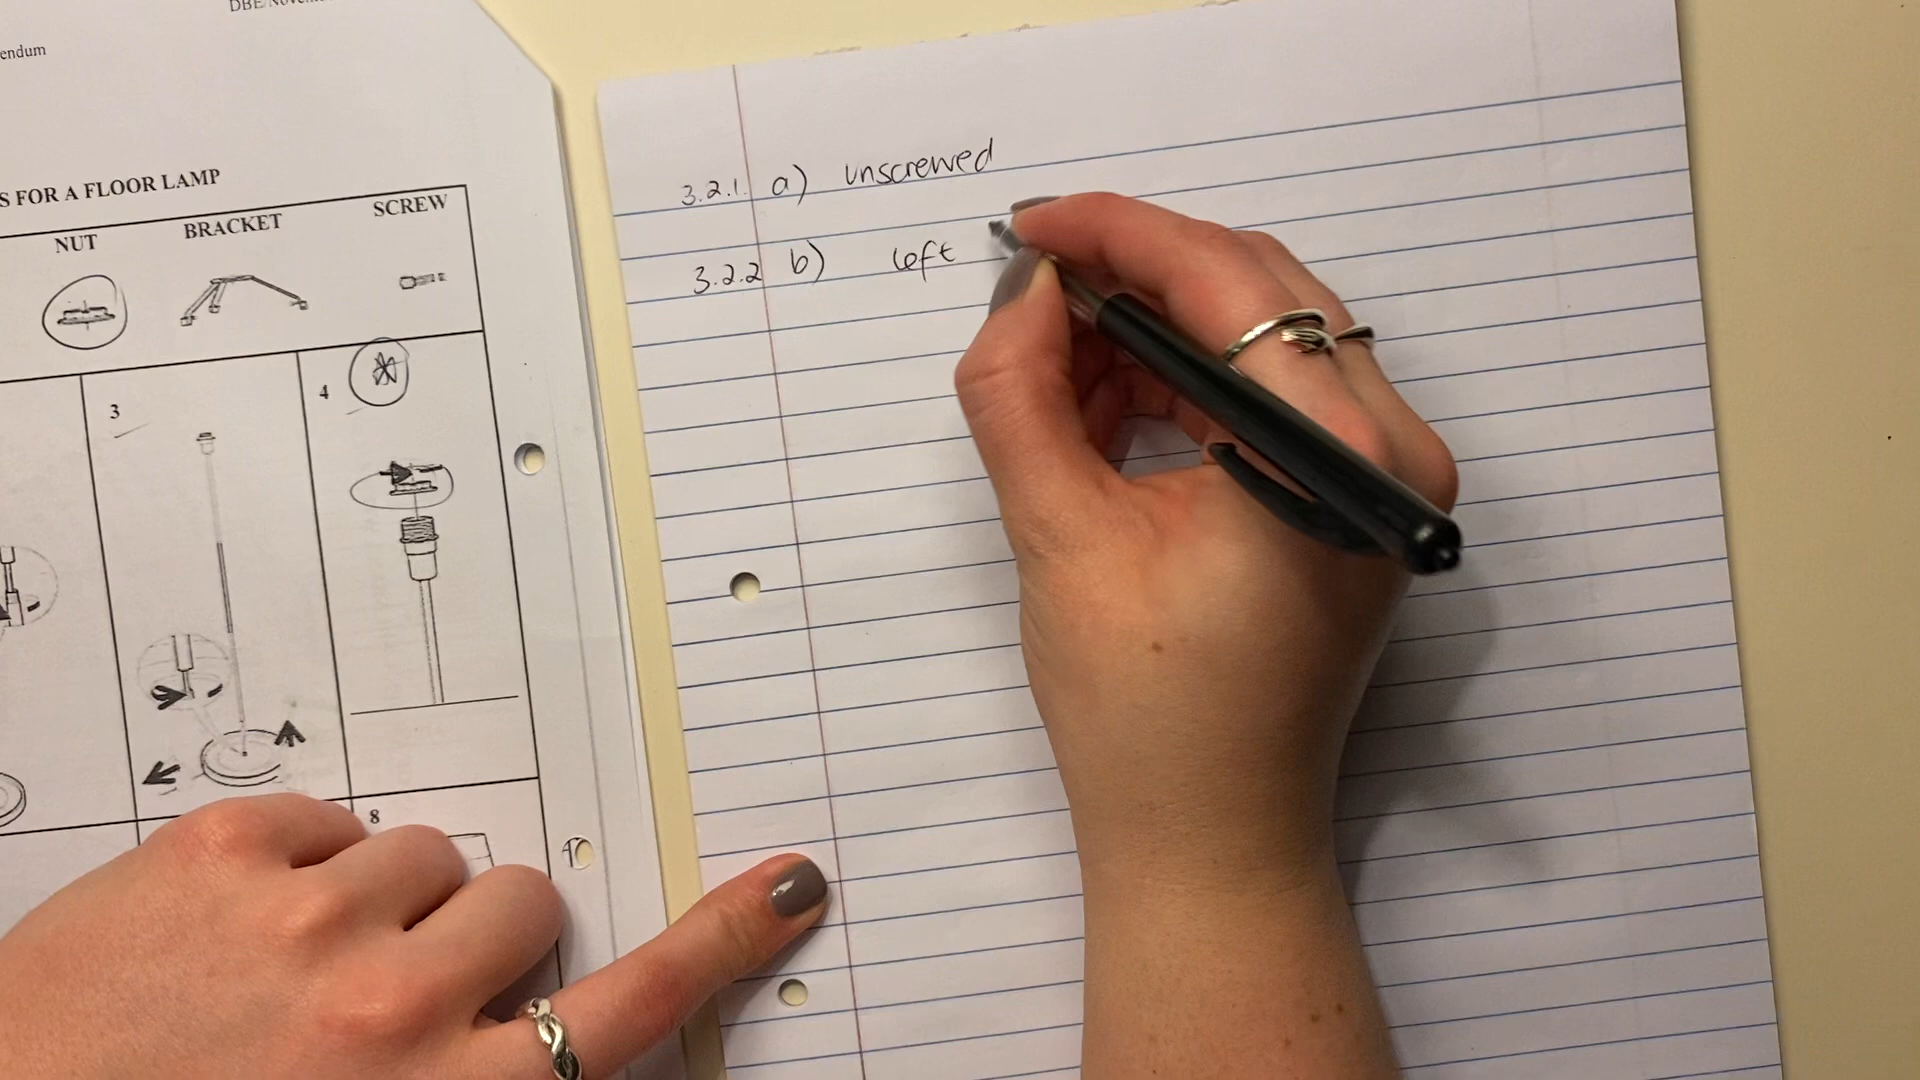 DBE/Novem
endum
S FOR A FLOOR LAMP
NUT BRACKET SCREW
3 4
8
3.2.1. a) unscrewed
3.2.2 b) left